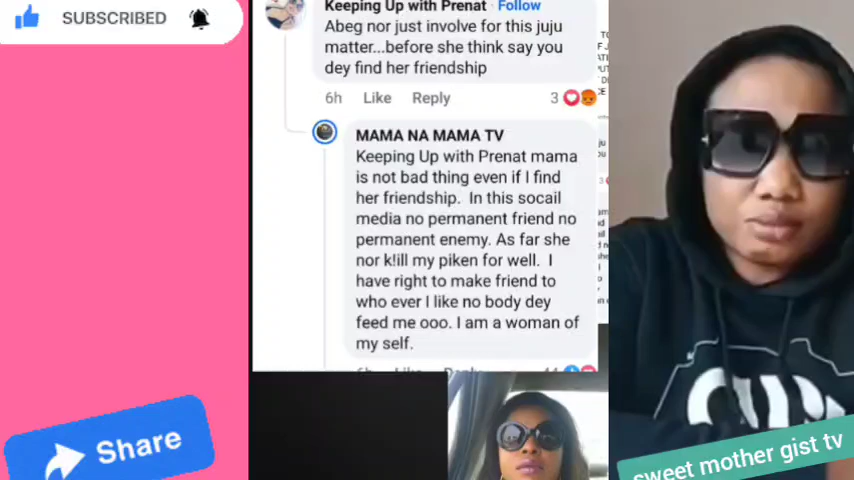 SUBSCRIBED
Keeping Up with Prenat · Follow
Abeg nor just involve for this juju
matter...before she think say you
dey find her friendship
6h Like Reply 3
MAMA NA MAMA TV
Keeping Up with Prenat mama
is not bad thing even if I find
her friendship. In this socail
media no permanent friend no
permanent enemy. As far she
nor k!ill my piken for well. I
have right to make friend to
who ever I like no body dey
feed me ooo. I am a woman of
my self.
6h Like Reply 44
Share
sweet mother gist tv